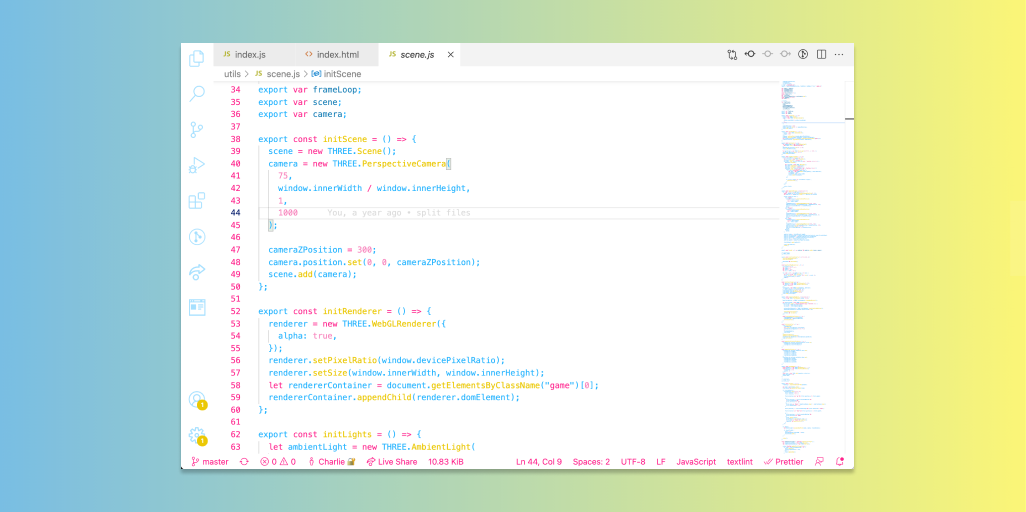 JS index.js <> index.html JS scene.js ×
utils > JS scene.js > initScene
34 export var frameLoop;
35 export var scene;
36 export var camera;
37
38 export const initScene = () => {
39 scene = new THREE.Scene();
40 camera = new THREE.PerspectiveCamera(
41 75,
42 window.innerWidth / window.innerHeight,
43 1,
44 1000 You, a year ago • split files
45 );
46
47 cameraZPosition = 300;
48 camera.position.set(0, 0, cameraZPosition);
49 scene.add(camera);
50 };
51
52 export const initRenderer = () => {
53 renderer = new THREE.WebGLRenderer({
54 alpha: true,
55 });
56 renderer.setPixelRatio(window.devicePixelRatio);
57 renderer.setSize(window.innerWidth, window.innerHeight);
58 let rendererContainer = document.getElementsByClassName("game")[0];
59 rendererContainer.appendChild(renderer.domElement);
60 };
61
62 export const initLights = () => {
63 let ambientLight = new THREE.AmbientLight(
1
1
master 0 0 Charlie Live Share 10.83 KiB Ln 44, Col 9 Spaces: 2 UTF-8 LF JavaScript textlint Prettier